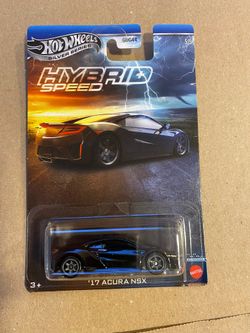 HOT WHEELS
SILVER SERIES
HYBRID
SPEED
'17 ACURA NSX
3+